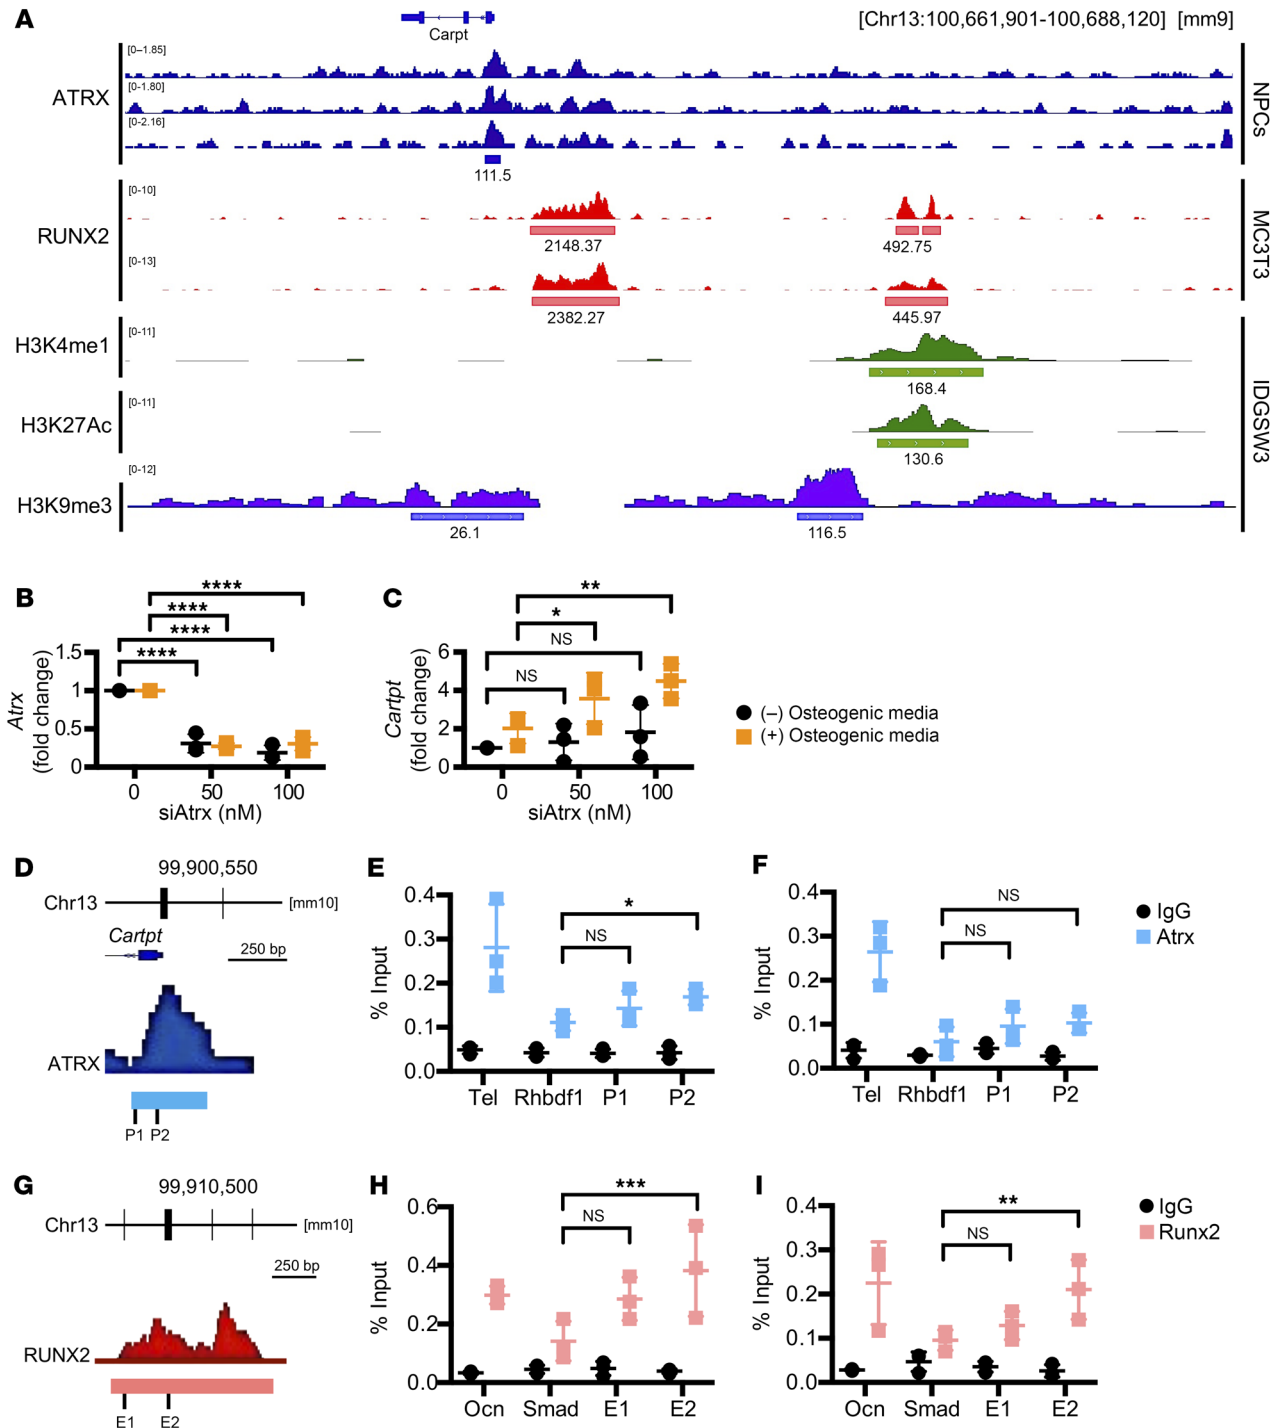 A
[Chr13:100,661,901-100,688,120] [mm9]
Carpt
ATRX
[0–1.85]
[0-1.80]
[0-2.16]
111.5
NPCs
RUNX2
[0-10]
2148.37
492.75
[0-13]
2382.27
445.97
MC3T3
H3K4me1
[0-11]
168.4
H3K27Ac
[0-11]
130.6
H3K9me3
[0-12]
26.1
116.5
IDGSW3
B
****
****
****
****
Atrx
(fold change)
1.5
1
0.5
0
0 50 100
siAtrx (nM)
C
**
*
NS
NS
Cartpt
(fold change)
6
4
2
0
0 50 100
siAtrx (nM)
(–) Osteogenic media
(+) Osteogenic media
D
99,900,550
Chr13
[mm10]
Cartpt
250 bp
ATRX
P1 P2
E
% Input
0.4
0.3
0.2
0.1
0.0
*
NS
Tel Rhbdf1 P1 P2
F
% Input
0.4
0.3
0.2
0.1
0.0
NS
NS
Tel Rhbdf1 P1 P2
IgG
Atrx
G
99,910,500
Chr13
[mm10]
250 bp
RUNX2
E1 E2
H
% Input
0.6
0.4
0.2
0.0
***
NS
Ocn Smad E1 E2
I
% Input
0.4
0.3
0.2
0.1
0.0
**
NS
Ocn Smad E1 E2
IgG
Runx2